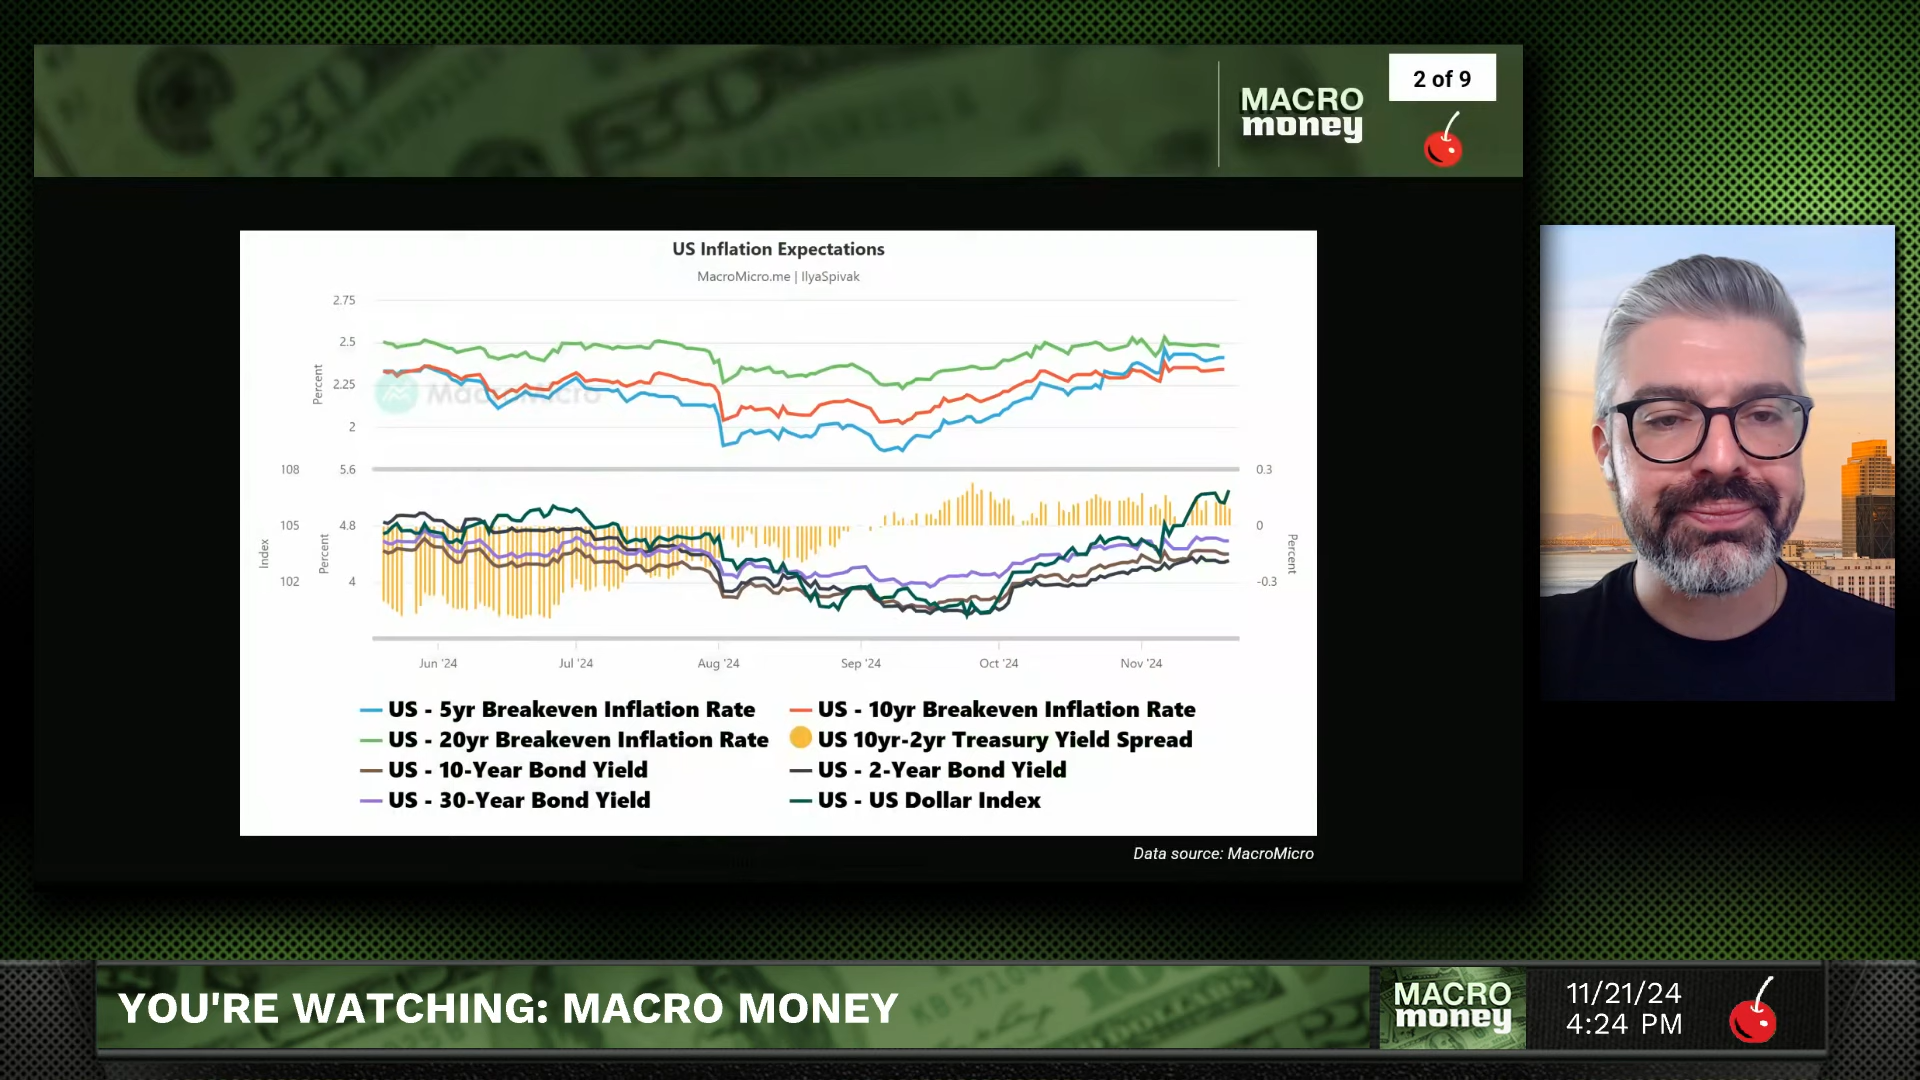 MACRO
money
2 of 9
US Inflation Expectations
MacroMicro.me | IlyaSpivak
2.75
2.5
2.25
2
Percent
MacroMicro
108
105
102
Index
5.6
4.8
4
Percent
0.3
0
-0.3
Percent
Jun '24
Jul '24
Aug '24
Sep '24
Oct '24
Nov '24
US - 5yr Breakeven Inflation Rate
US - 10yr Breakeven Inflation Rate
US - 20yr Breakeven Inflation Rate
US 10yr-2yr Treasury Yield Spread
US - 10-Year Bond Yield
US - 2-Year Bond Yield
US - 30-Year Bond Yield
US - US Dollar Index
Data source: MacroMicro
YOU'RE WATCHING: MACRO MONEY
MACRO
money
11/21/24
4:24 PM